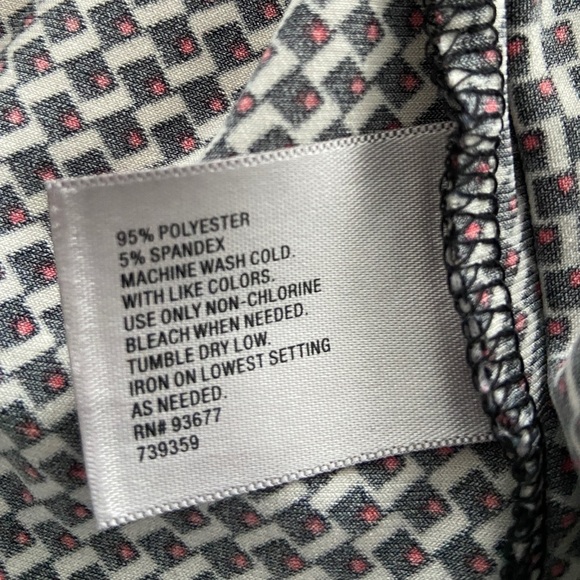 95% POLYESTER
5% SPANDEX
MACHINE WASH COLD.
WITH LIKE COLORS.
USE ONLY NON-CHLORINE
BLEACH WHEN NEEDED.
TUMBLE DRY LOW.
IRON ON LOWEST SETTING
AS NEEDED.
RN# 93677
739359